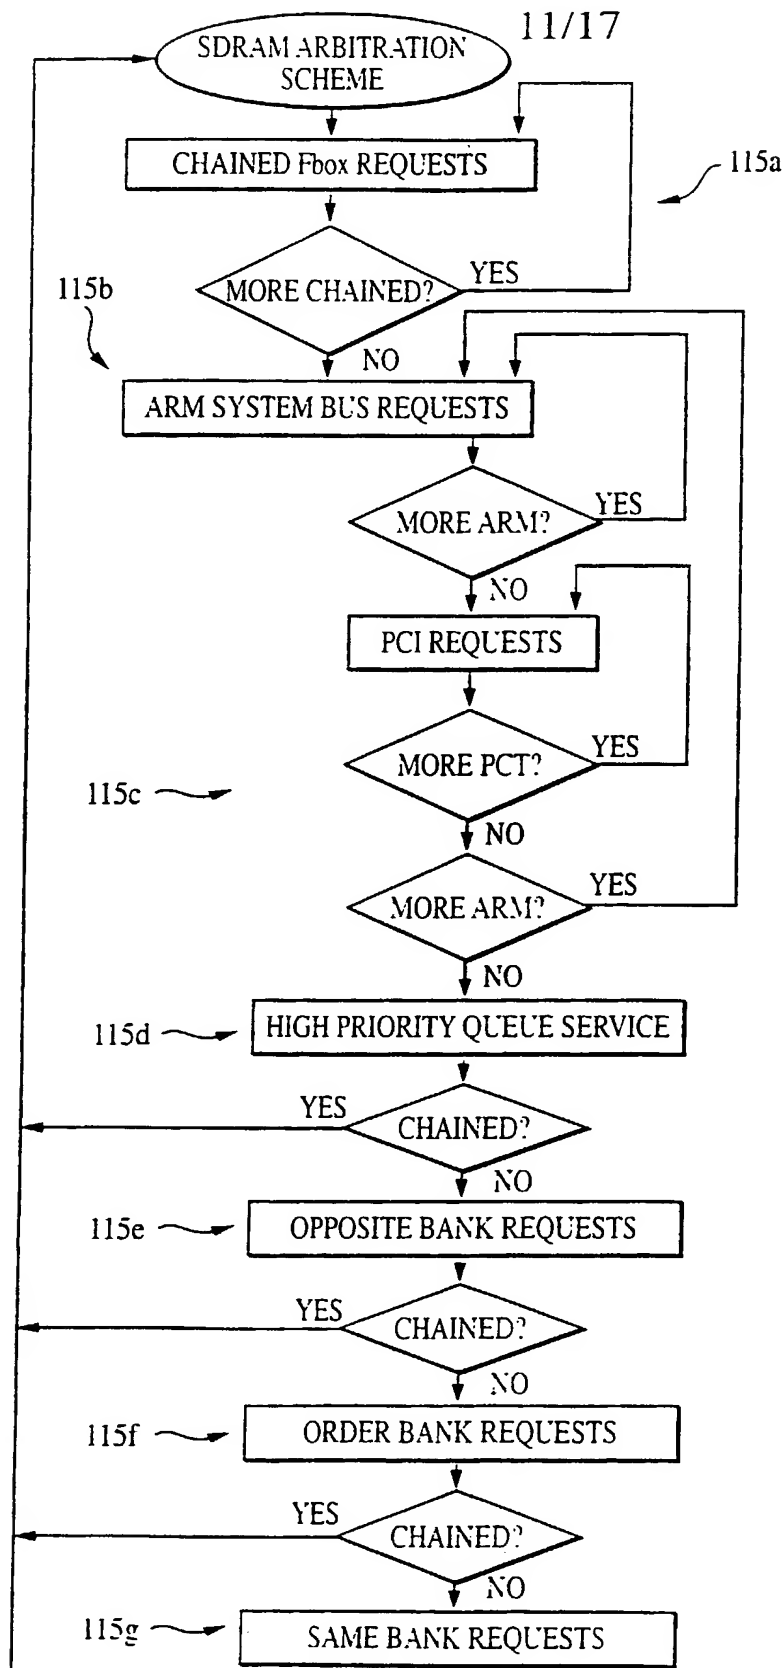 11/17
SDRAM ARBITRATION
SCHEME
CHAINED Fbox REQUESTS
115a
MORE CHAINED?
YES
115b
NO
ARM SYSTEM BUS REQUESTS
MORE ARM?
YES
NO
PCI REQUESTS
MORE PCT?
YES
115c
NO
MORE ARM?
YES
NO
115d
HIGH PRIORITY QUEUE SERVICE
YES
CHAINED?
NO
115e
OPPOSITE BANK REQUESTS
YES
CHAINED?
NO
115f
ORDER BANK REQUESTS
YES
CHAINED?
NO
115g
SAME BANK REQUESTS